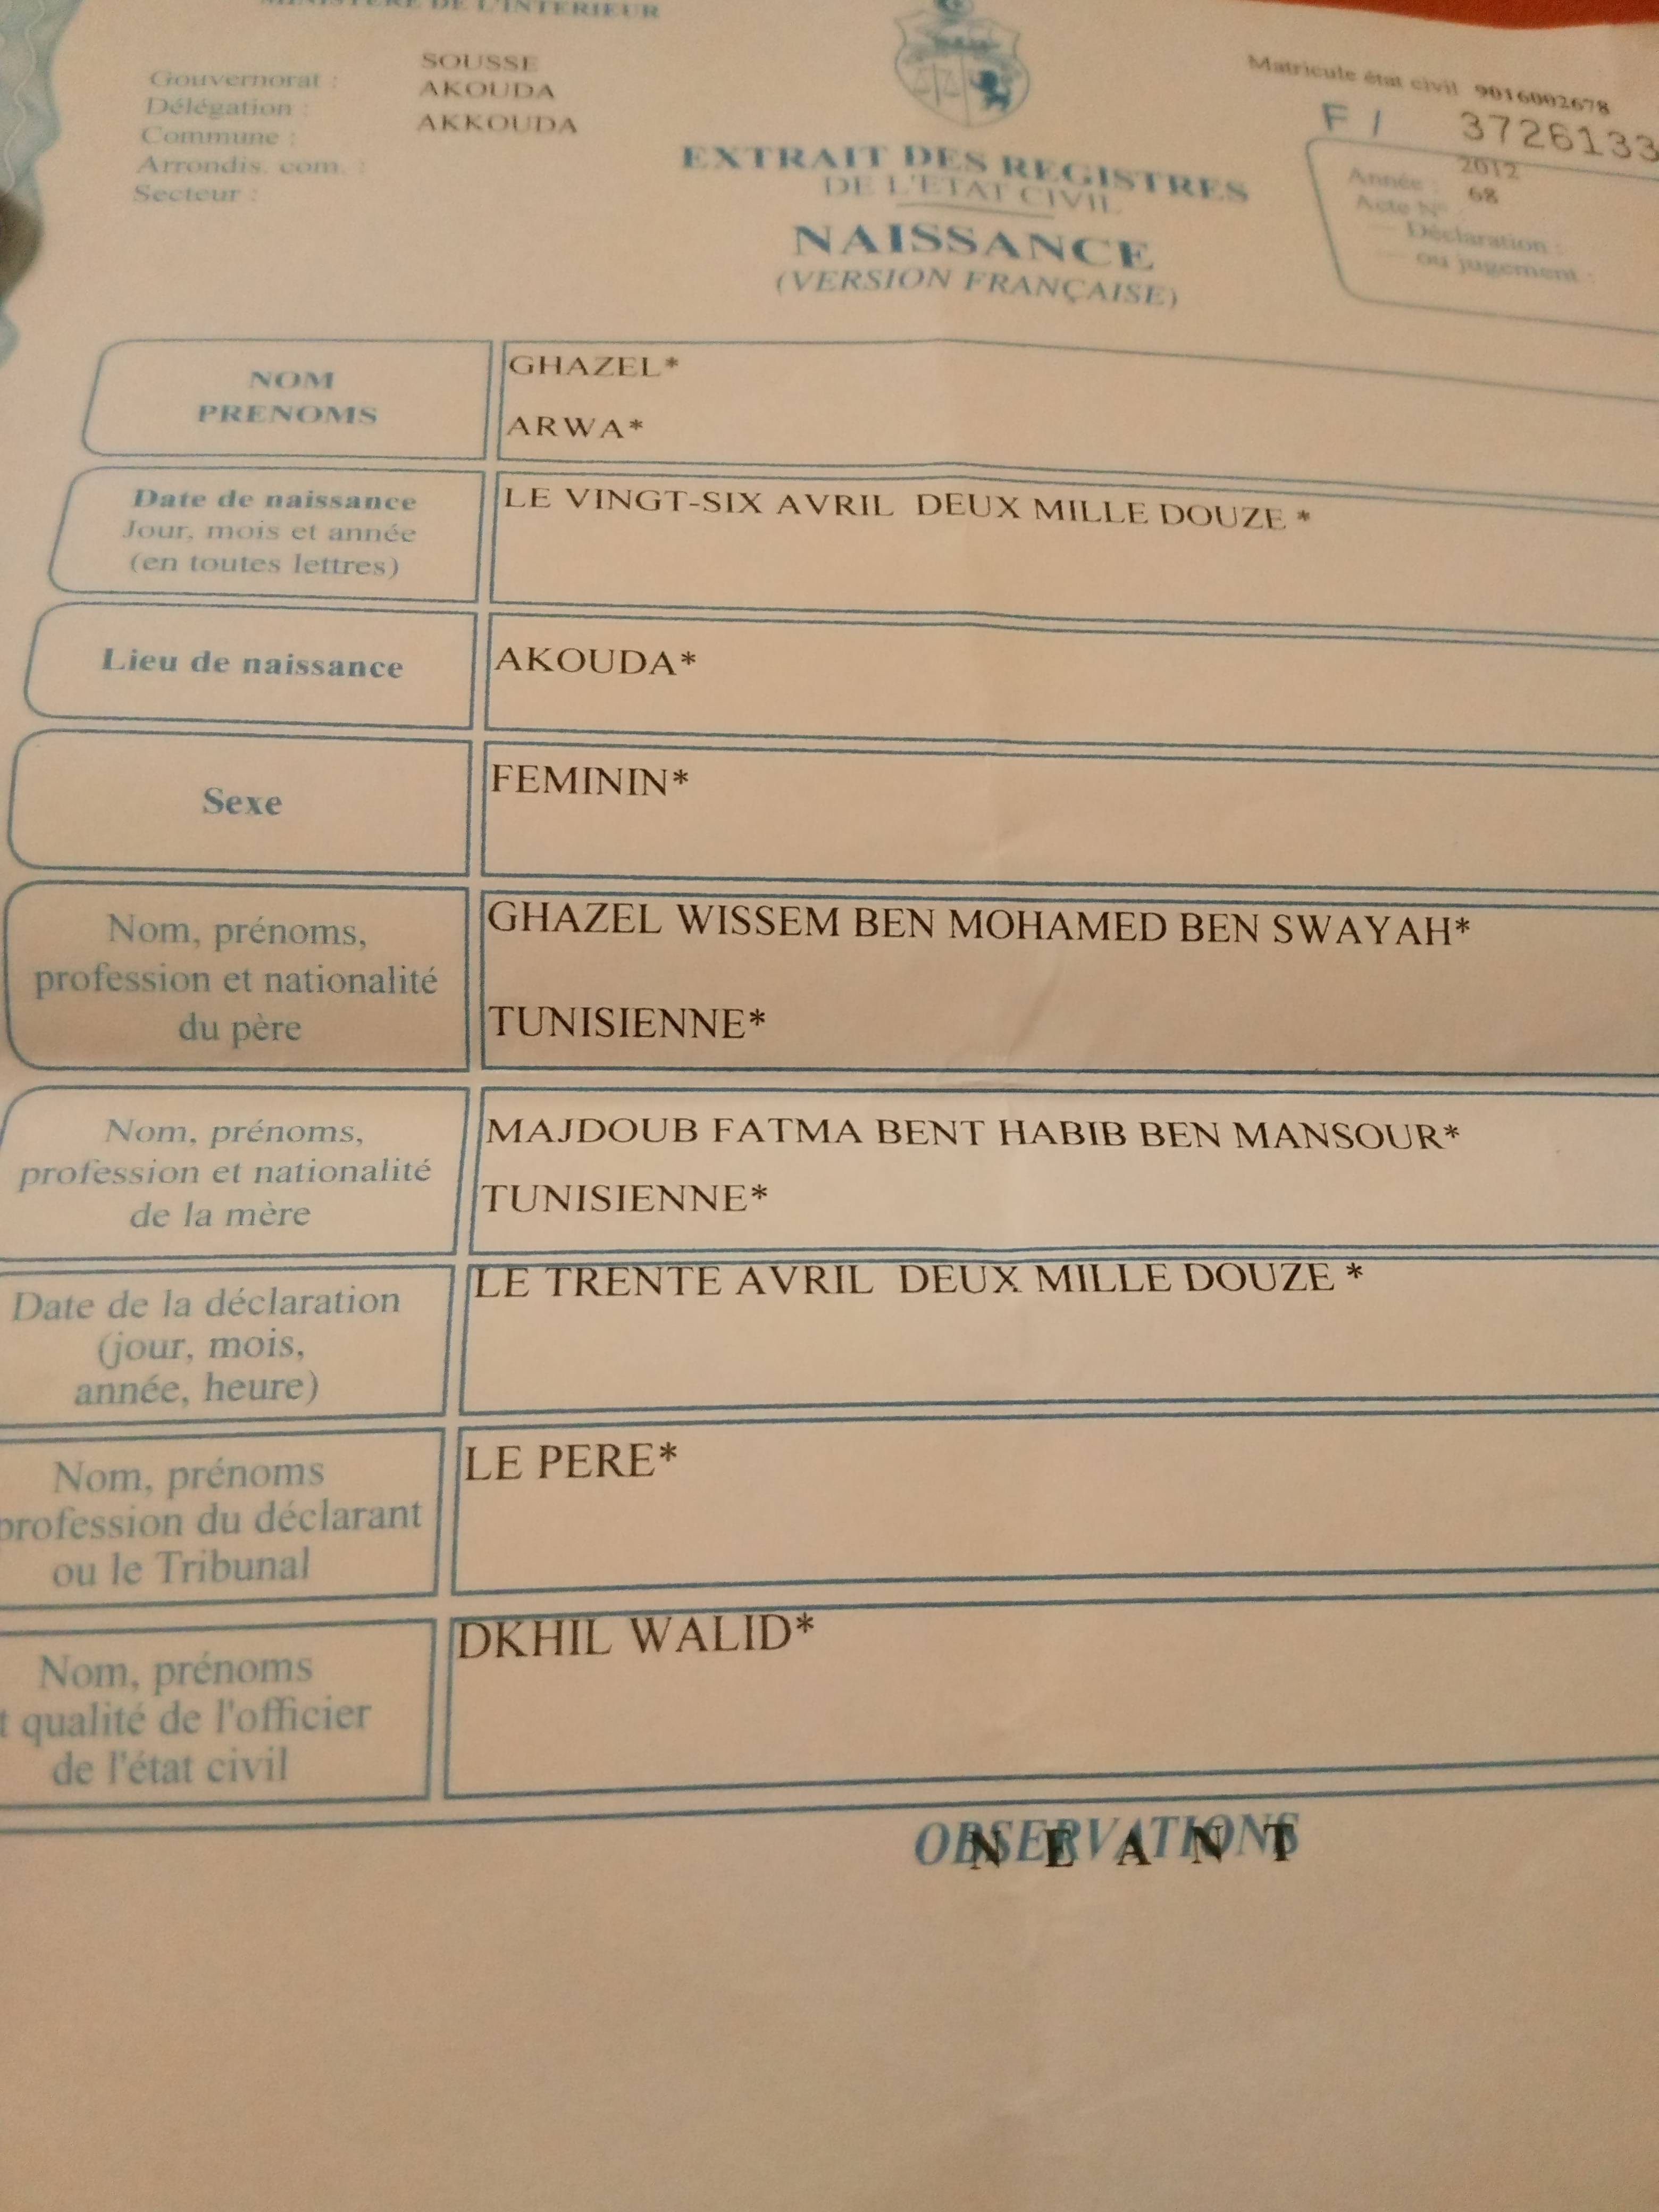 MINISTERE DE L'INTERIEUR
Gouvernorat : SOUSSE
Délégation : AKOUDA
Commune : AKKOUDA
Arrondis. com. :
Secteur :
Matricule état civil 9016002678
F I 3726133
EXTRAIT DES REGISTRES
DE L'ETAT CIVIL
NAISSANCE
(VERSION FRANÇAISE)
Année : 2012
Acte N° : 68
— Déclaration :
— ou jugement :
NOM GHAZEL*
PRENOMS ARWA*
Date de naissance LE VINGT-SIX AVRIL DEUX MILLE DOUZE *
Jour, mois et année
(en toutes lettres)
Lieu de naissance AKOUDA*
Sexe FEMININ*
Nom, prénoms, GHAZEL WISSEM BEN MOHAMED BEN SWAYAH*
profession et nationalité
du père TUNISIENNE*
Nom, prénoms, MAJDOUB FATMA BENT HABIB BEN MANSOUR*
profession et nationalité
de la mère TUNISIENNE*
Date de la déclaration LE TRENTE AVRIL DEUX MILLE DOUZE *
(jour, mois,
année, heure)
Nom, prénoms LE PERE*
profession du déclarant
ou le Tribunal
Nom, prénoms DKHIL WALID*
t qualité de l'officier
de l'état civil
OBSERVATIONS
N E A N T